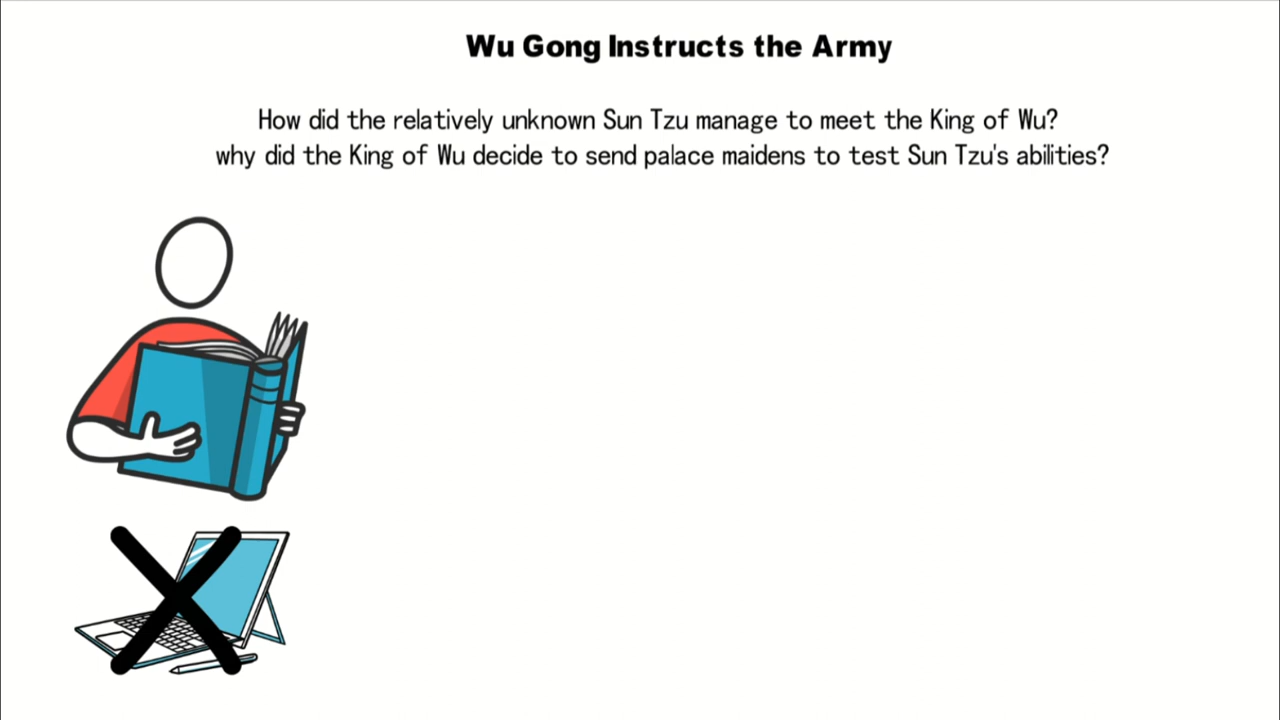 Wu Gong Instructs the Army
How did the relatively unknown Sun Tzu manage to meet the King of Wu?
why did the King of Wu decide to send palace maidens to test Sun Tzu's abilities?